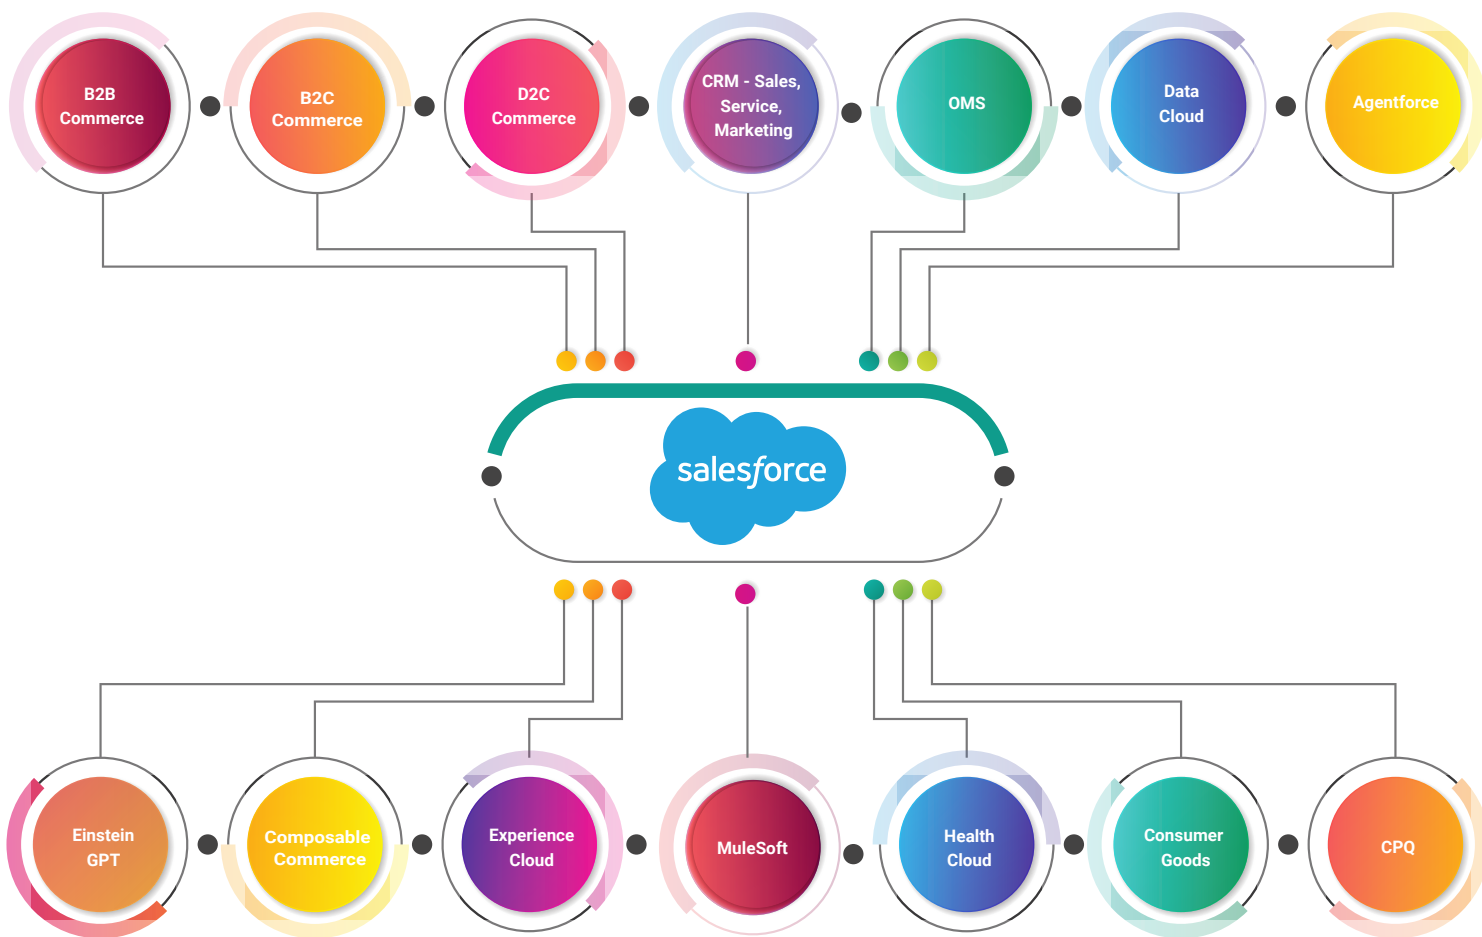 B2B
Commerce
B2C
Commerce
D2C
Commerce
CRM - Sales,
Service,
Marketing
OMS
Data
Cloud
Agentforce
salesforce
Einstein
GPT
Composable
Commerce
Experience
Cloud
MuleSoft
Health
Cloud
Consumer
Goods
CPQ